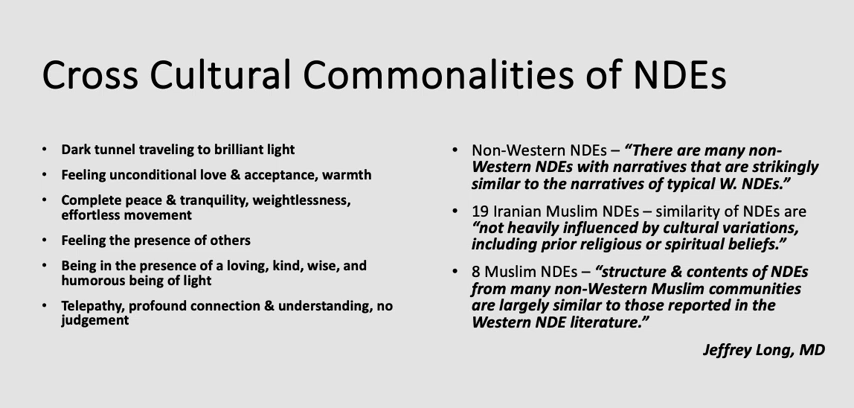 Cross Cultural Commonalities of NDEs
• Dark tunnel traveling to brilliant light
• Feeling unconditional love & acceptance, warmth
• Complete peace & tranquility, weightlessness,
effortless movement
• Feeling the presence of others
• Being in the presence of a loving, kind, wise, and
humorous being of light
• Telepathy, profound connection & understanding, no
judgement
• Non-Western NDEs – “There are many non-
Western NDEs with narratives that are strikingly
similar to the narratives of typical W. NDEs.”
• 19 Iranian Muslim NDEs – similarity of NDEs are
“not heavily influenced by cultural variations,
including prior religious or spiritual beliefs.”
• 8 Muslim NDEs – “structure & contents of NDEs
from many non-Western Muslim communities
are largely similar to those reported in the
Western NDE literature.”
Jeffrey Long, MD